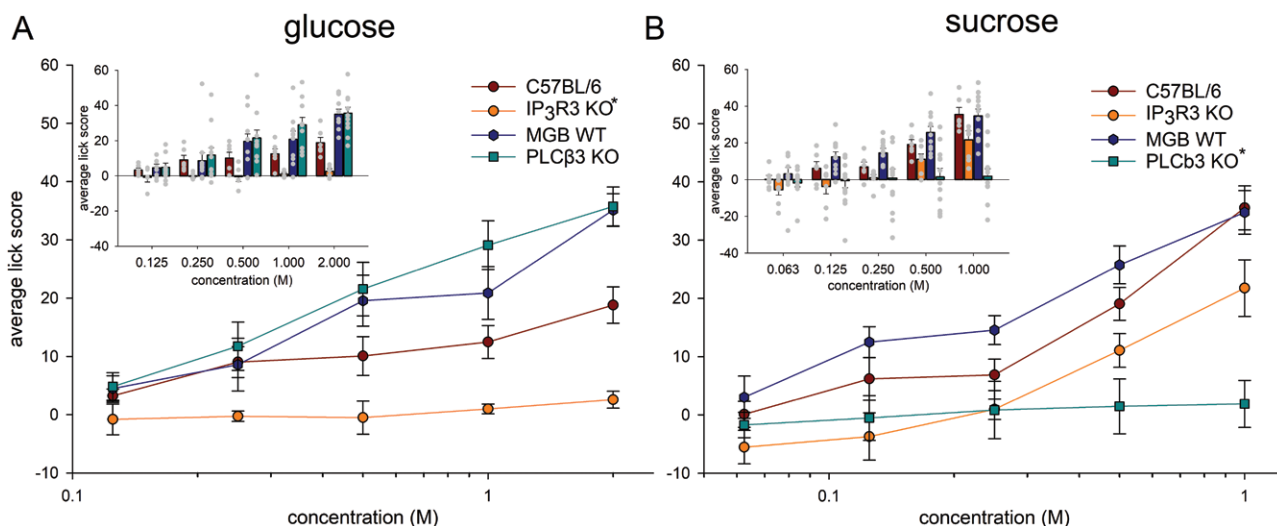 A
glucose
60
50
40
30
20
10
0
-10
average lick score
0.1
1
concentration (M)
60
40
20
0
-20
-40
average lick score
0.125 0.250 0.500 1.000 2.000
concentration (M)
C57BL/6
IP3R3 KO*
MGB WT
PLCβ3 KO
B
sucrose
60
50
40
30
20
10
0
-10
0.1
1
concentration (M)
60
40
20
0
-20
-40
average lick score
0.063 0.125 0.250 0.500 1.000
concentration (M)
C57BL/6
IP3R3 KO
MGB WT
PLCb3 KO*